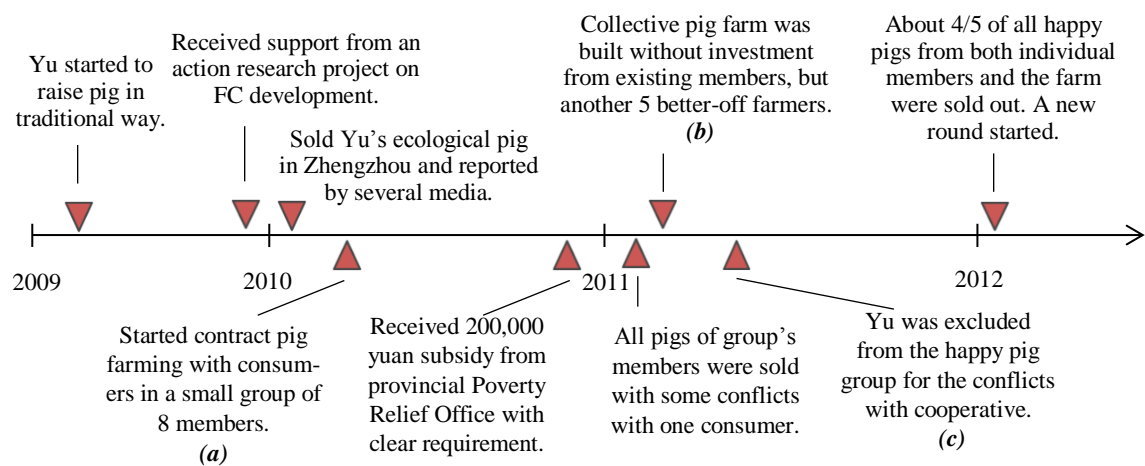 Yu started to
raise pig in
traditional way.
Received support from an
action research project on
FC development.
Sold Yu's ecological pig
in Zhengzhou and reported
by several media.
Collective pig farm was
built without investment
from existing members, but
another 5 better-off farmers.
(b)
About 4/5 of all happy
pigs from both individual
members and the farm
were sold out. A new
round started.
2009
2010
2011
2012
Started contract pig
farming with consum-
ers in a small group of
8 members.
(a)
Received 200,000
yuan subsidy from
provincial Poverty
Relief Office with
clear requirement.
All pigs of group's
members were sold
with some conflicts
with one consumer.
Yu was excluded
from the happy pig
group for the conflicts
with cooperative.
(c)